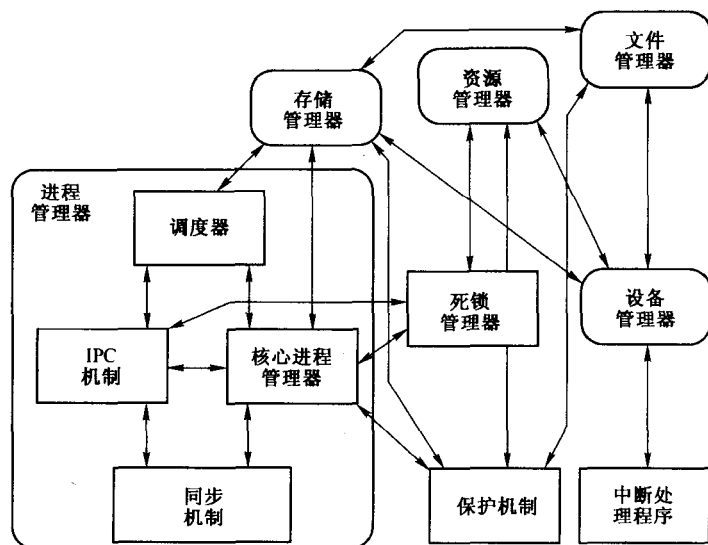 文件
管理器
资源
管理器
存储
管理器
进程
管理器
调度器
死锁
管理器
设备
管理器
IPC
机制
核心进程
管理器
同步
机制
保护机制
中断处
理程序